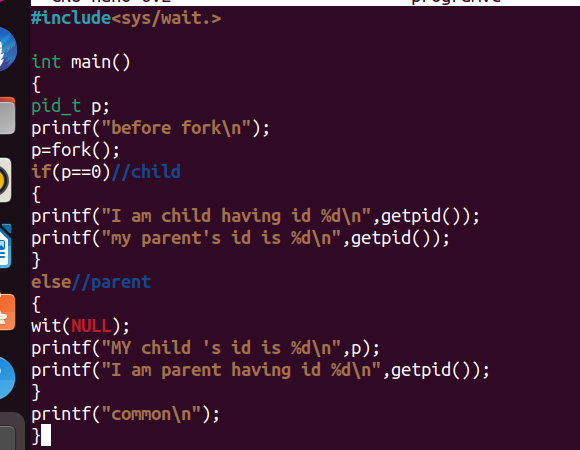 #include<sys/wait.>
int main()
{
pid_t p;
printf("before fork\n");
p=fork();
if(p==0)//child
{
printf("I am child having id %d\n",getpid());
printf("my parent's id is %d\n",getpid());
}
else//parent
{
wit(NULL);
printf("MY child 's id is %d\n",p);
printf("I am parent having id %d\n",getpid());
}
printf("common\n");
}